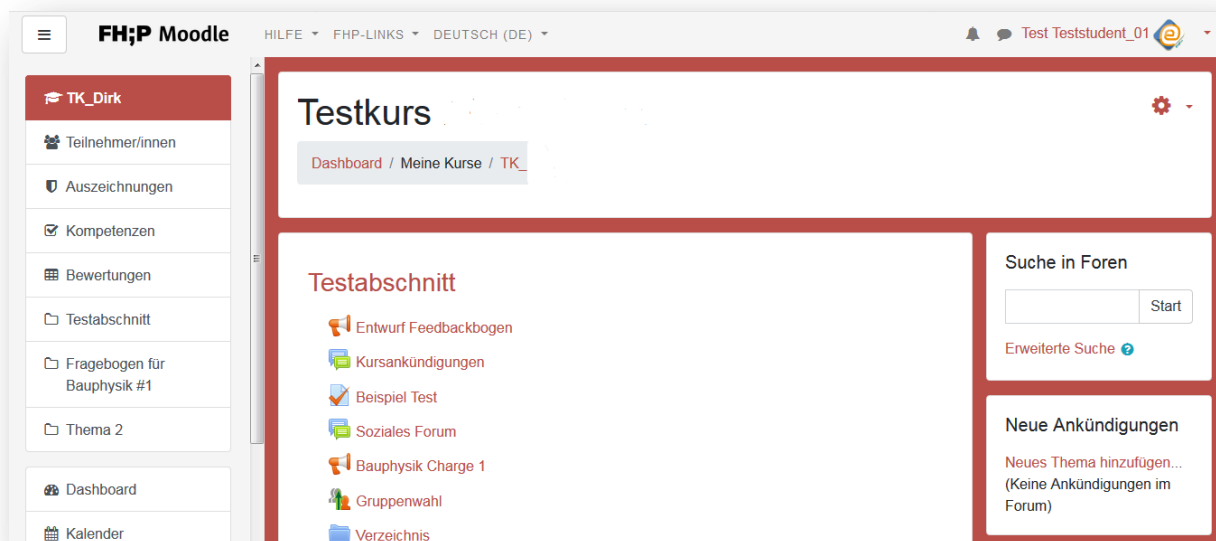 FH;P Moodle
HILFE
FHP-LINKS
DEUTSCH (DE)
Test Teststudent_01
TK_Dirk
Teilnehmer/innen
Auszeichnungen
Kompetenzen
Bewertungen
Testabschnitt
Fragebogen für
Bauphysik #1
Thema 2
Dashboard
Kalender
Testkurs
Dashboard / Meine Kurse / TK_
Testabschnitt
Entwurf Feedbackbogen
Kursankündigungen
Beispiel Test
Soziales Forum
Bauphysik Charge 1
Gruppenwahl
Verzeichnis
Suche in Foren
Start
Erweiterte Suche
Neue Ankündigungen
Neues Thema hinzufügen...
(Keine Ankündigungen im
Forum)